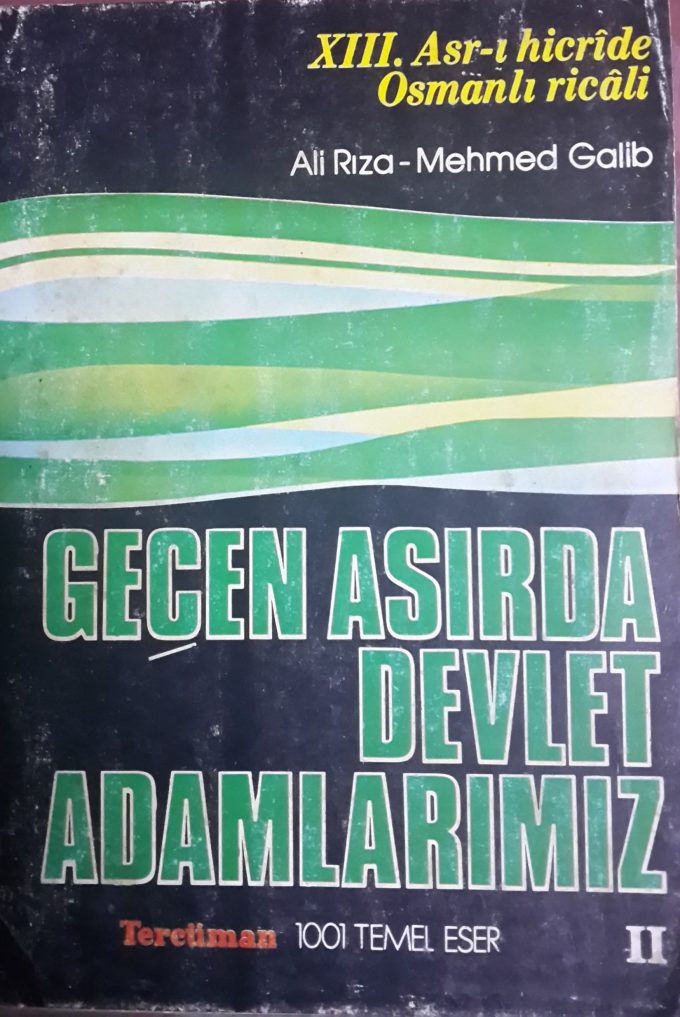 XIII. Asr-ı hicrîde
Osmanlı ricâli
Ali Rıza - Mehmed Galib
GEÇEN ASIRDA
DEVLET
ADAMLARIMIZ
Tercüman 1001 TEMEL ESER
II